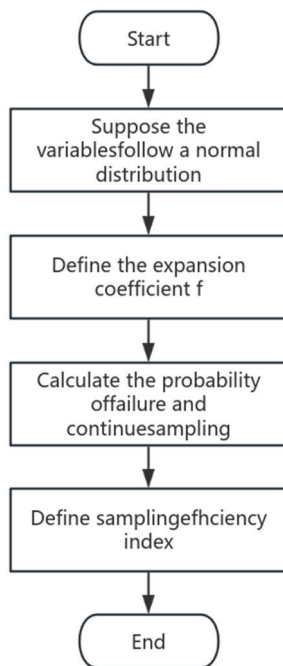 Start
Suppose the
variablesfollow a normal
distribution
Define the expansion
coefficient f
Calculate the probability
offailure and
continuesampling
Define samplingefhciency
index
End